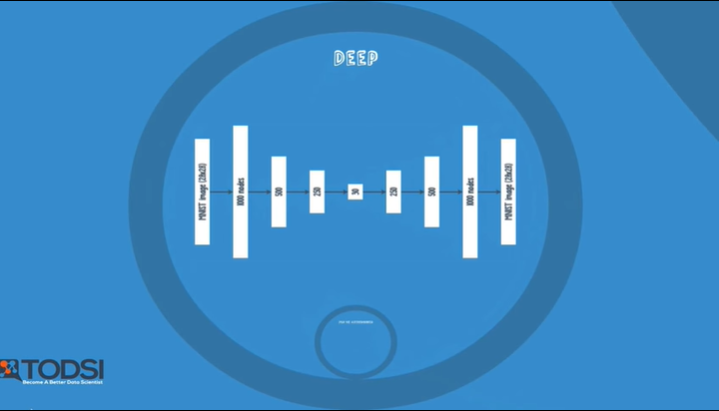 DEEP
MNIST image (28x28)
1000 nodes
500
250
30
250
500
1000 nodes
MNIST image (28x28)
TODSI
Become A Better Data Scientist